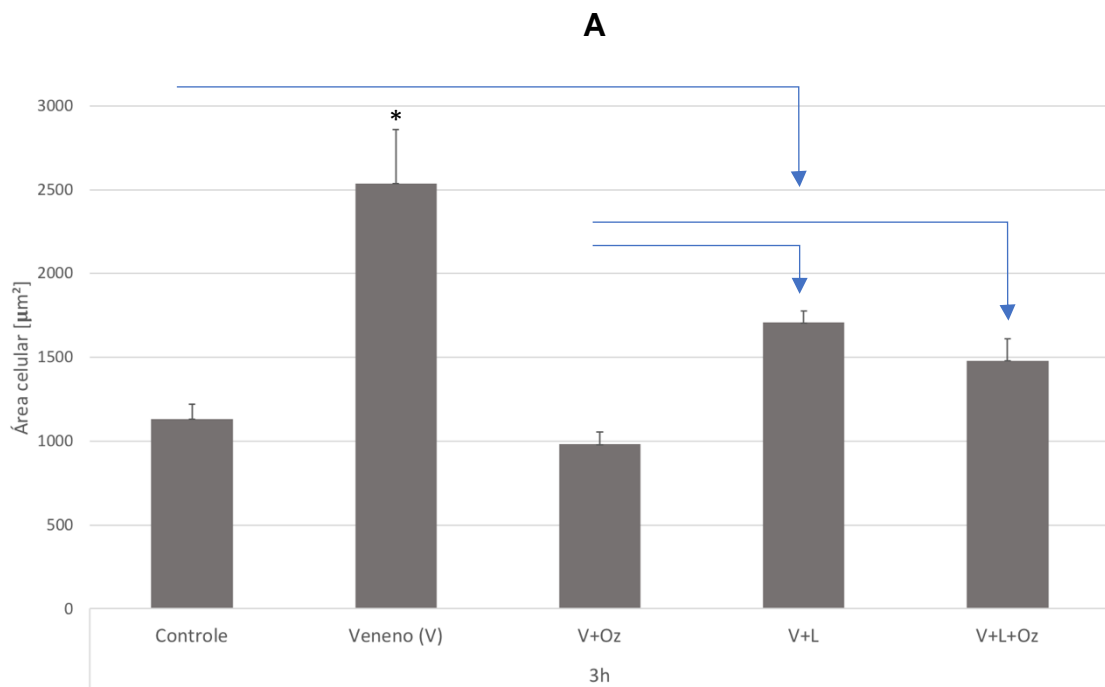 A
3000
*
2500
2000
1500
1000
500
0
Área celular [µm²]
Controle
Veneno (V)
V+Oz
V+L
V+L+Oz
3h